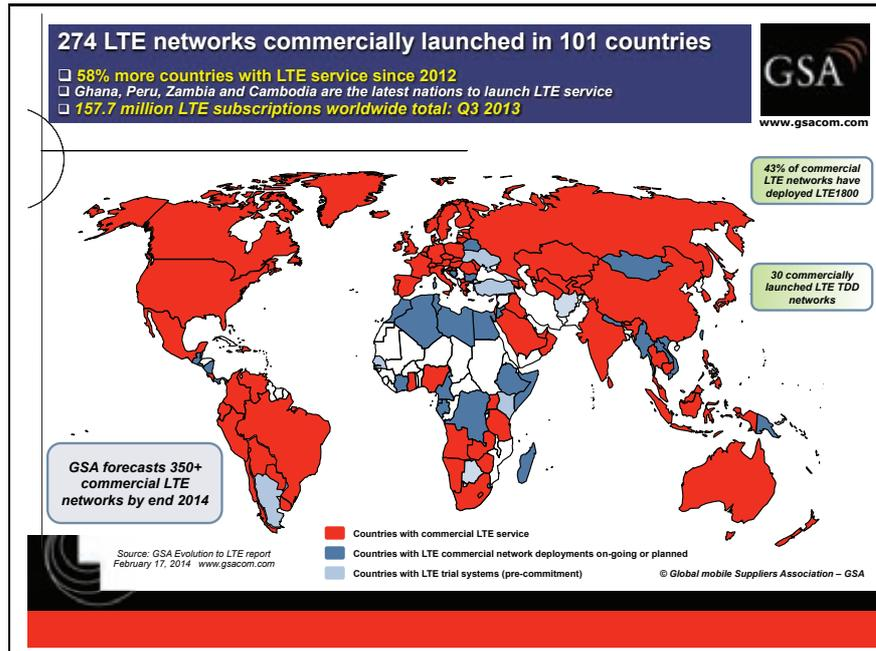 274 LTE networks commercially launched in 101 countries
❑ 58% more countries with LTE service since 2012
❑ Ghana, Peru, Zambia and Cambodia are the latest nations to launch LTE service
❑ 157.7 million LTE subscriptions worldwide total: Q3 2013
GSA
www.gsacom.com
43% of commercial
LTE networks have
deployed LTE1800
30 commercially
launched LTE TDD
networks
GSA forecasts 350+
commercial LTE
networks by end 2014
Countries with commercial LTE service
Countries with LTE commercial network deployments on-going or planned
Countries with LTE trial systems (pre-commitment)
Source: GSA Evolution to LTE report
February 17, 2014 www.gsacom.com
© Global mobile Suppliers Association – GSA